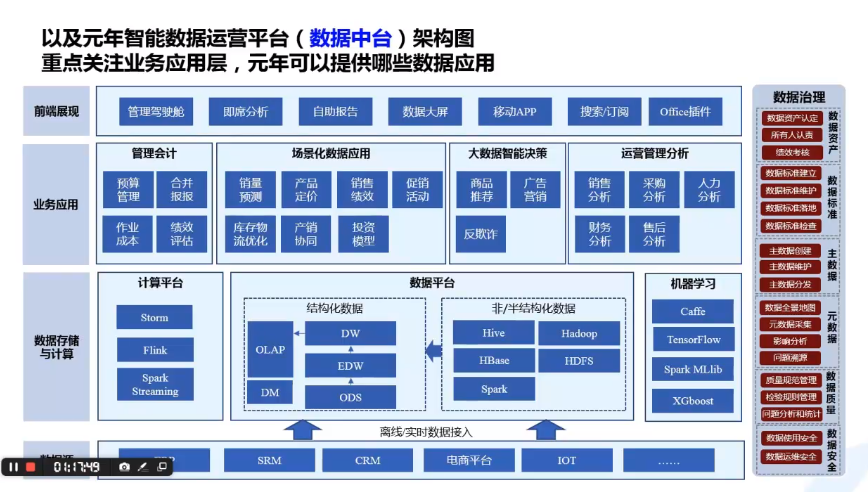 以及元年智能数据运营平台（数据中台）架构图
重点关注业务应用层，元年可以提供哪些数据应用
前端展现
管理驾驶舱
即席分析
自助报告
数据大屏
移动APP
搜索/订阅
Office插件
业务应用
管理会计
预算
管理
合并
报报
作业
成本
绩效
评估
场景化数据应用
销量
预测
产品
定价
销售
绩效
促销
活动
库存物
流优化
产销
协同
投资
模型
大数据智能决策
商品
推荐
广告
营销
反欺诈
运营管理分析
销售
分析
采购
分析
人力
分析
财务
分析
售后
分析
数据存储
与计算
计算平台
Storm
Flink
Spark
Streaming
数据平台
结构化数据
OLAP
DM
DW
EDW
ODS
非/半结构化数据
Hive
Hadoop
HBase
HDFS
Spark
机器学习
Caffe
TensorFlow
Spark MLlib
XGboost
离线/实时数据接入
SRM
CRM
电商平台
IOT
……
数据治理
数据资产认定
所有人认责
绩效考核
数据资产
数据标准建立
数据标准维护
数据标准落地
数据标准检查
数据标准
主数据创建
主数据维护
主数据分发
主数据
数据全景地图
元数据采集
影响分析
问题溯源
元数据
质量规范管理
检验规则管理
问题分析和统计
数据质量
数据使用安全
数据运维安全
数据安全
01:17:49